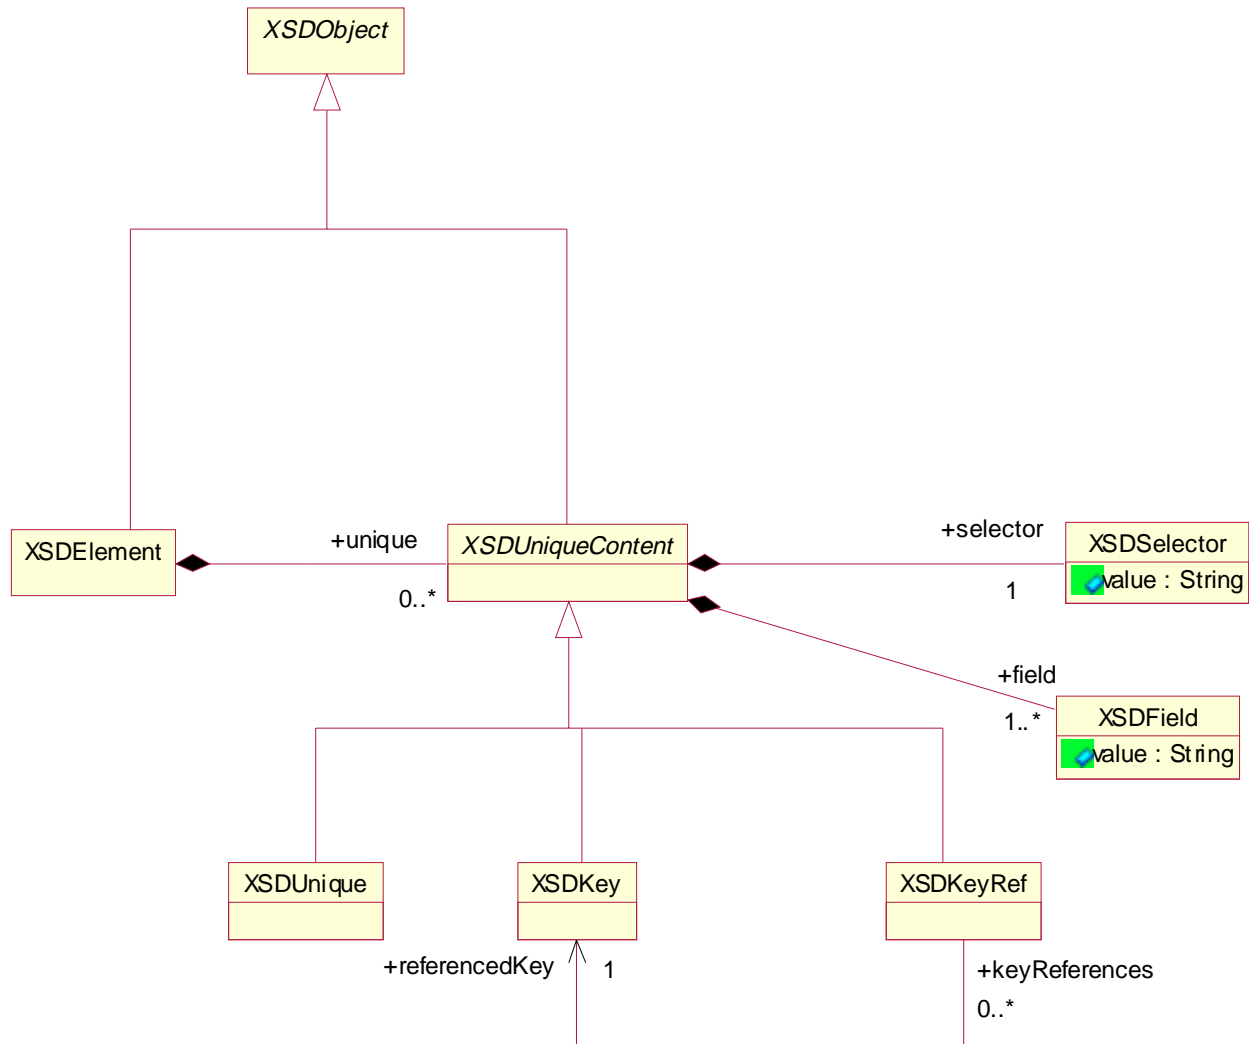 XSDObject
+unique
+selector
XSDElement
XSDUniqueContent
XSDSelector
value : String
0..*
1
+field
1..*
XSDField
value : String
XSDUnique
XSDKey
XSDKeyRef
+referencedKey
1
+keyReferences
0..*